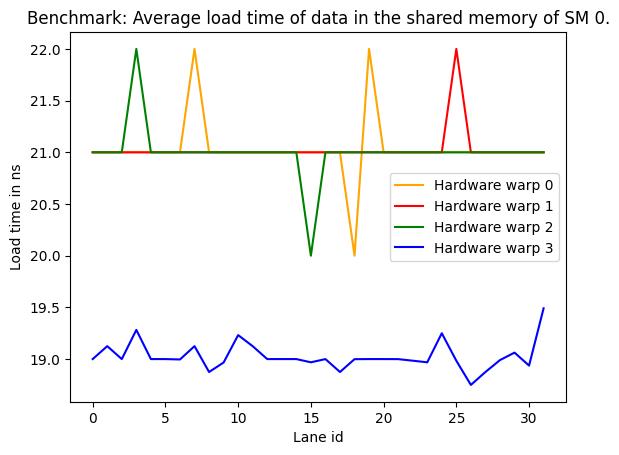 Benchmark: Average load time of data in the shared memory of SM 0.
Load time in ns
22.0
21.5
21.0
20.5
20.0
19.5
19.0
Hardware warp 0
Hardware warp 1
Hardware warp 2
Hardware warp 3
0 5 10 15 20 25 30
Lane id